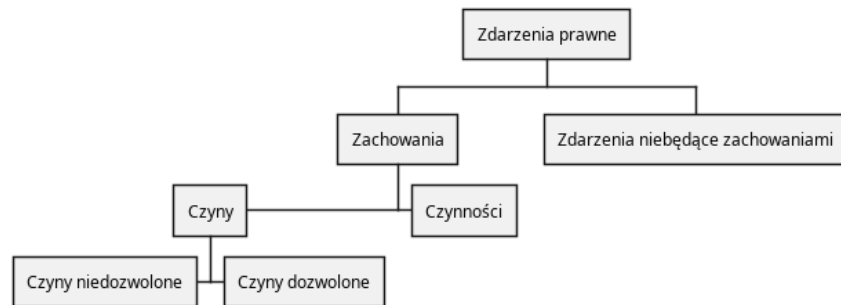 Zdarzenia prawne
Zachowania
Zdarzenia niebędące zachowaniami
Czyny
Czynności
Czyny niedozwolone
Czyny dozwolone